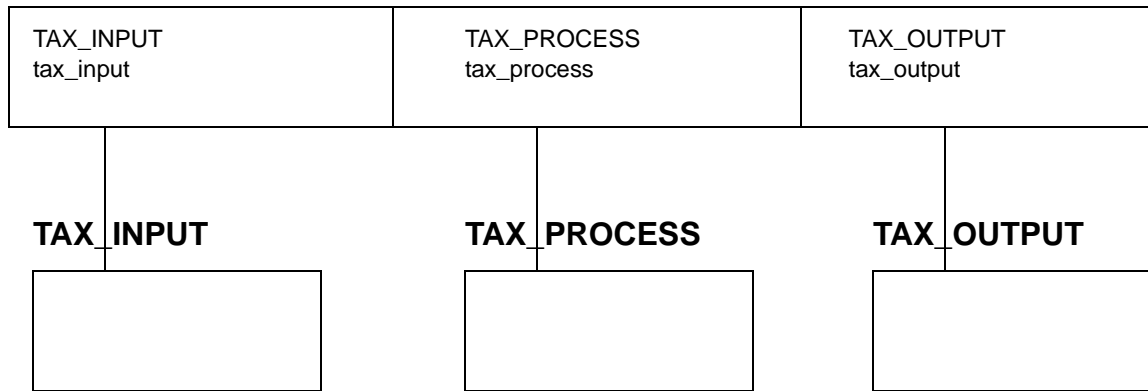 TAX_INPUT
tax_input
TAX_PROCESS
tax_process
TAX_OUTPUT
tax_output
TAX_INPUT
TAX_PROCESS
TAX_OUTPUT